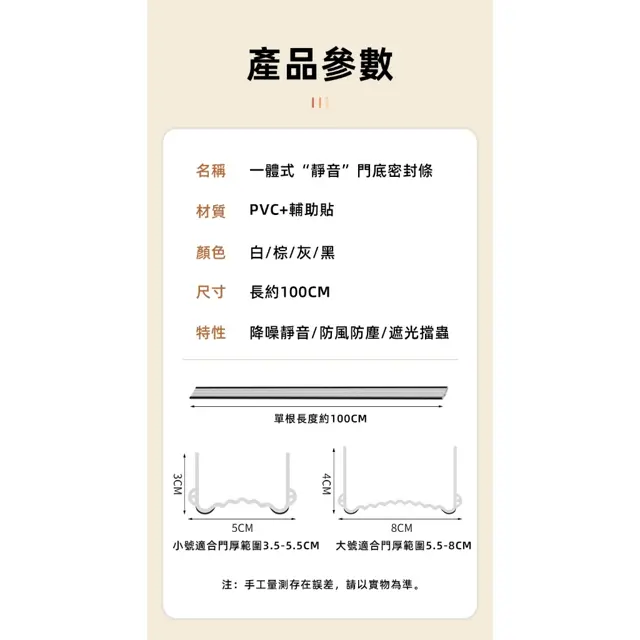 產品參數
名稱 一體式“靜音”門底密封條
材質 PVC+輔助貼
顏色 白/棕/灰/黑
尺寸 長約100CM
特性 降噪靜音/防風防塵/遮光擋蟲
單根長度約100CM
3CM
4CM
5CM
8CM
小號適合門厚範圍3.5-5.5CM
大號適合門厚範圍5.5-8CM
注：手工量測存在誤差，請以實物為準。